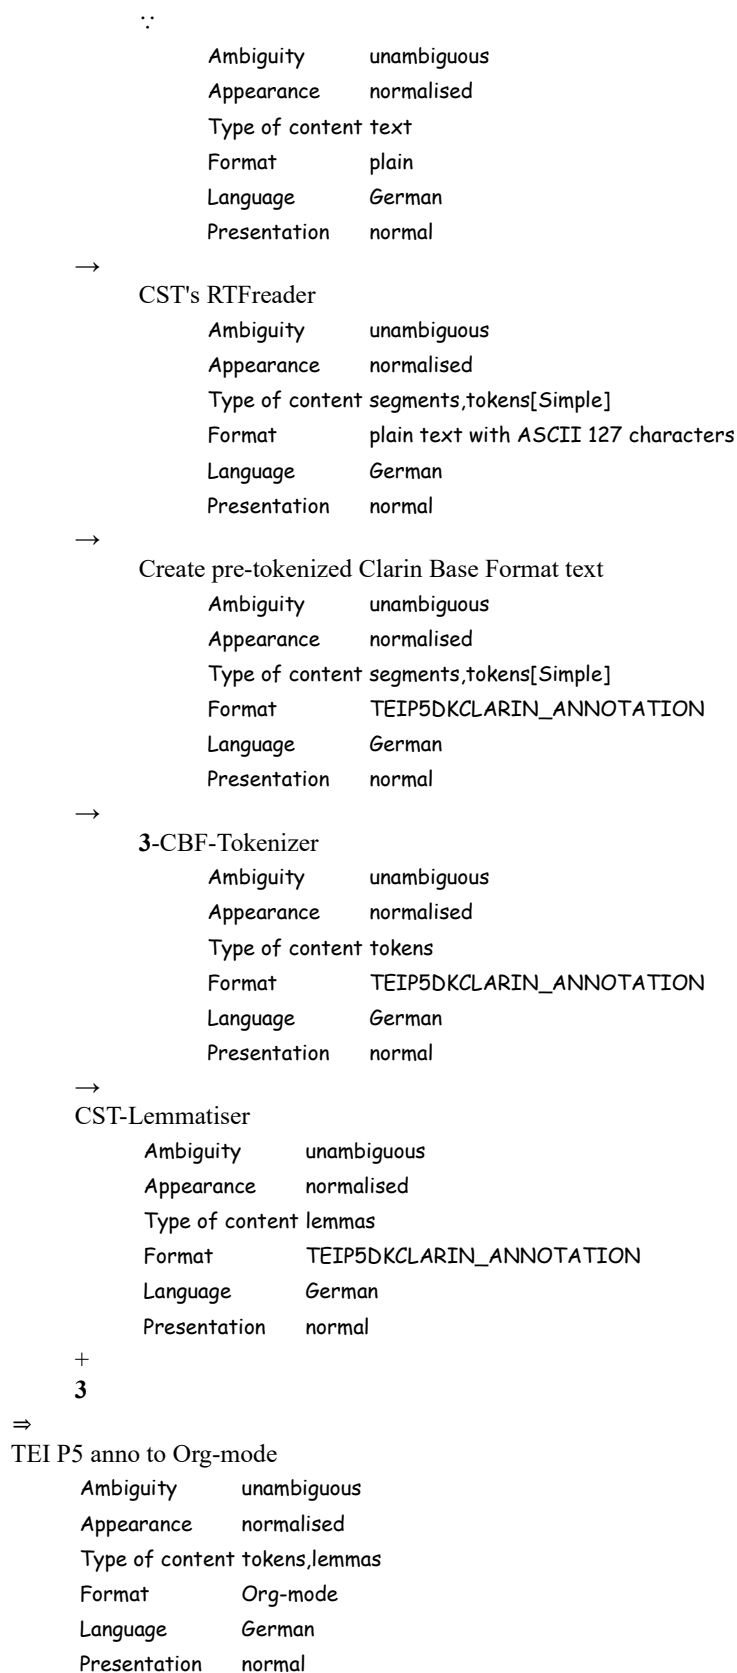 ∵
Ambiguity unambiguous
Appearance normalised
Type of content text
Format plain
Language German
Presentation normal
→
CST's RTFreader
Ambiguity unambiguous
Appearance normalised
Type of content segments,tokens[Simple]
Format plain text with ASCII 127 characters
Language German
Presentation normal
→
Create pre-tokenized Clarin Base Format text
Ambiguity unambiguous
Appearance normalised
Type of content segments,tokens[Simple]
Format TEIP5DKCLARIN_ANNOTATION
Language German
Presentation normal
→
3-CBF-Tokenizer
Ambiguity unambiguous
Appearance normalised
Type of content tokens
Format TEIP5DKCLARIN_ANNOTATION
Language German
Presentation normal
→
CST-Lemmatiser
Ambiguity unambiguous
Appearance normalised
Type of content lemmas
Format TEIP5DKCLARIN_ANNOTATION
Language German
Presentation normal
+
3
⇒
TEI P5 anno to Org-mode
Ambiguity unambiguous
Appearance normalised
Type of content tokens,lemmas
Format Org-mode
Language German
Presentation normal